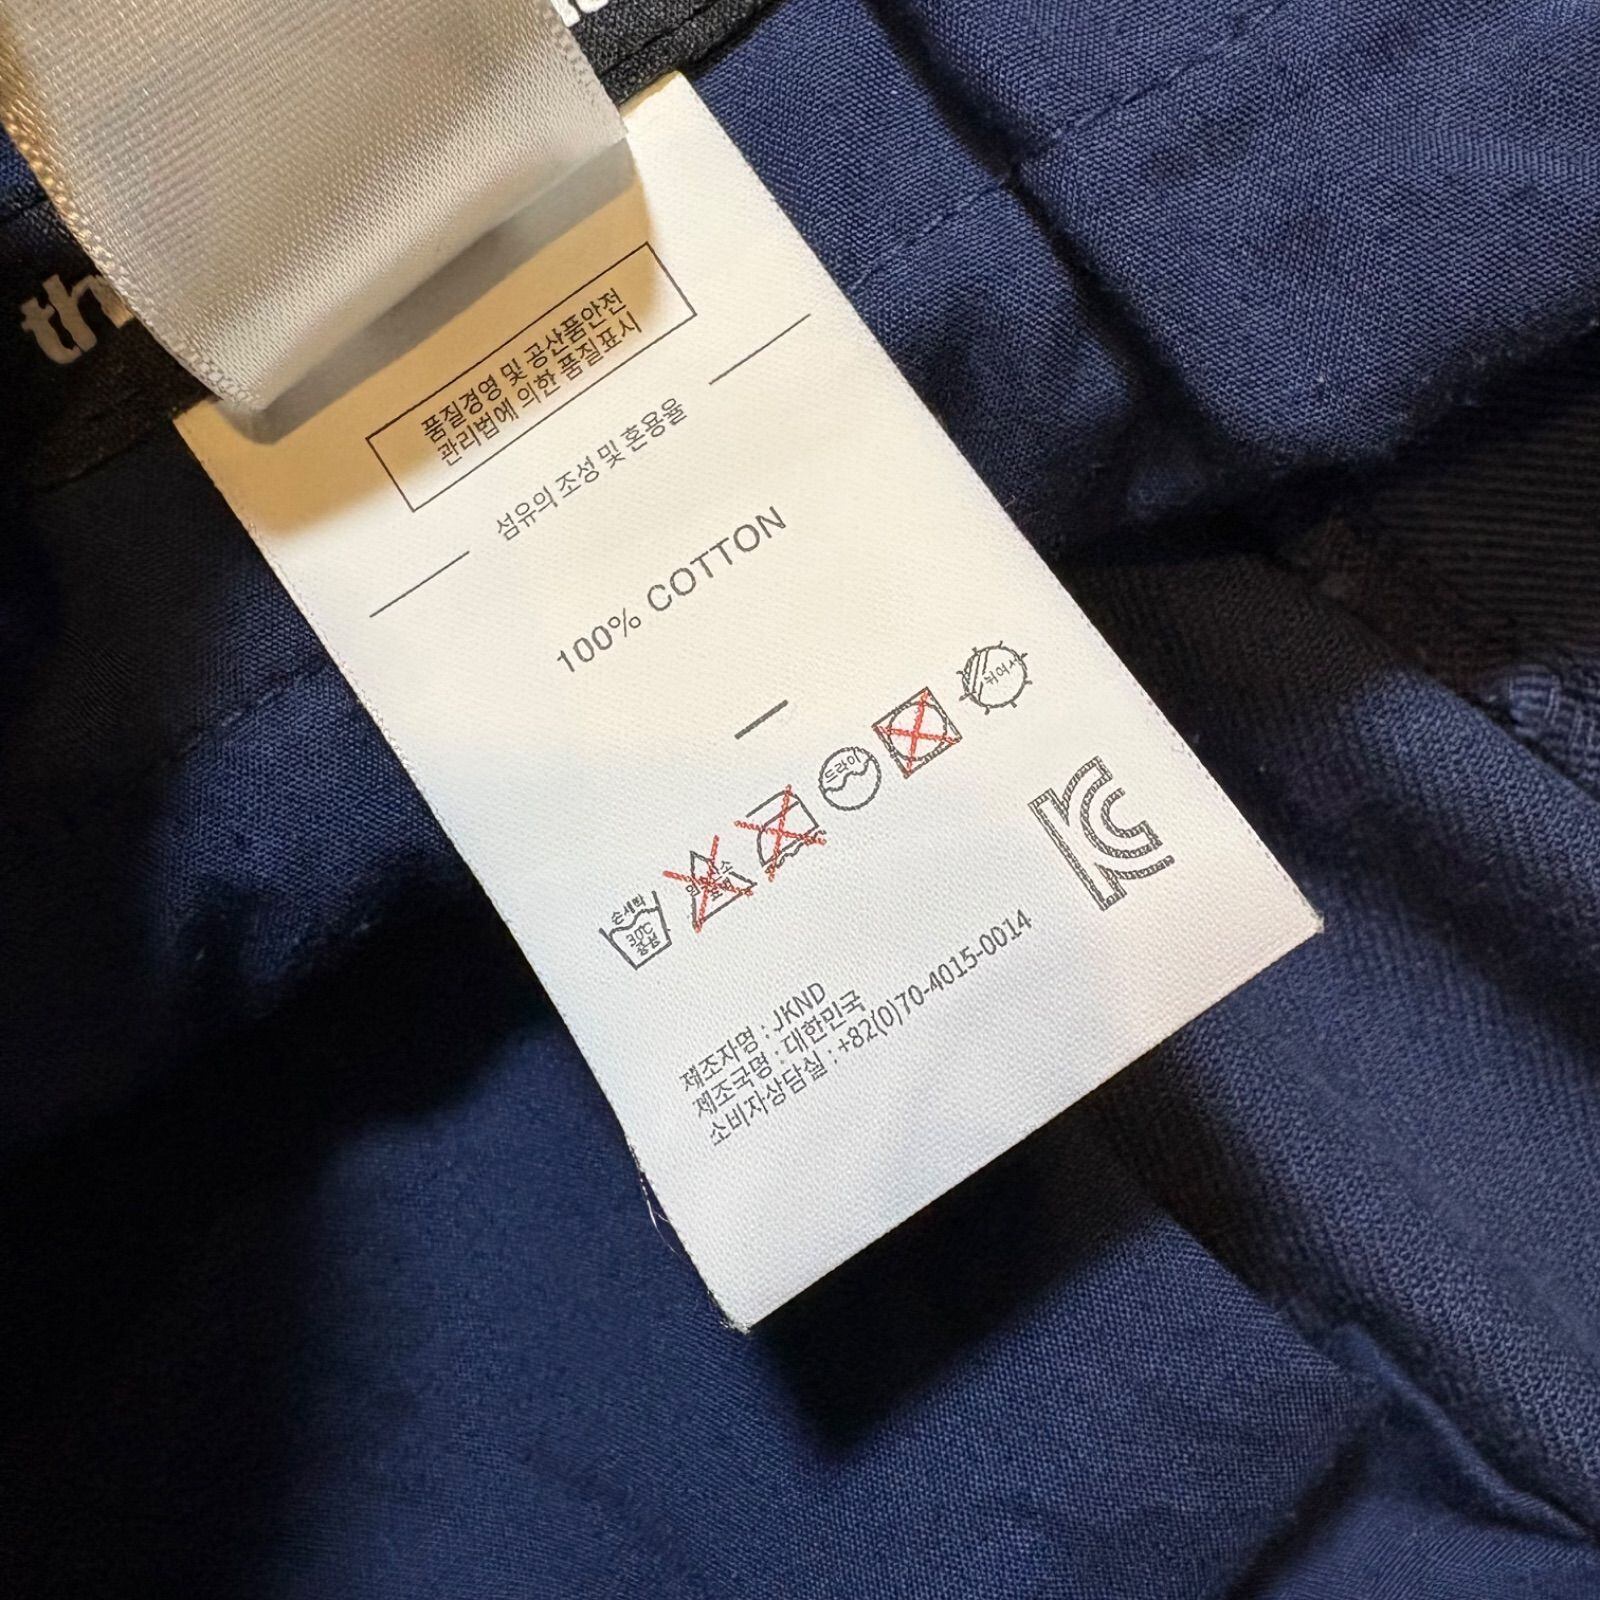 th
품질경영 및 공산품안전
관리법에 의한 품질표시
섬유의 조성 및 혼용율
100% COTTON
손세탁
30℃
중성
드라이
뉘어서
제조자명 : JKND
제조국명 : 대한민국
소비자상담실 : +82(0)70-4015-0014